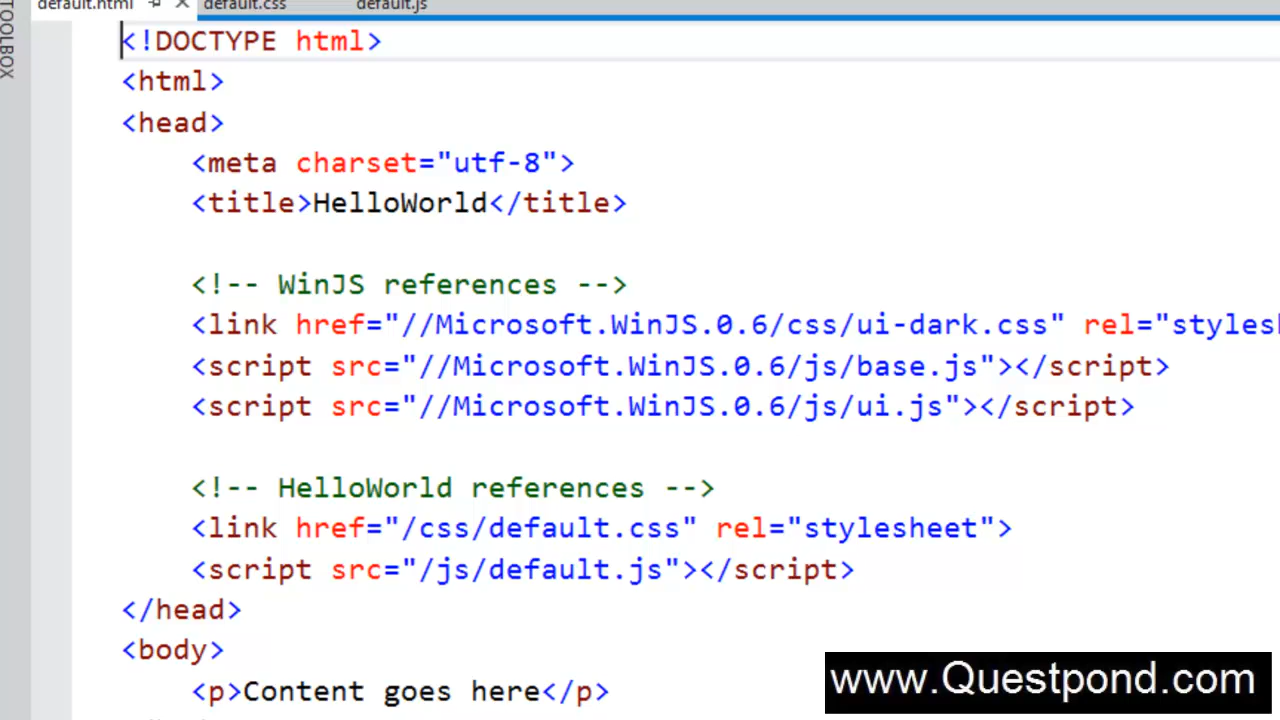 TOOLBOX
default.html default.css default.js
<!DOCTYPE html>
<html>
<head>
<meta charset="utf-8">
<title>HelloWorld</title>
<!-- WinJS references -->
<link href="//Microsoft.WinJS.0.6/css/ui-dark.css" rel="stylesh
<script src="//Microsoft.WinJS.0.6/js/base.js"></script>
<script src="//Microsoft.WinJS.0.6/js/ui.js"></script>
<!-- HelloWorld references -->
<link href="/css/default.css" rel="stylesheet">
<script src="/js/default.js"></script>
</head>
<body>
<p>Content goes here</p>
www.Questpond.com